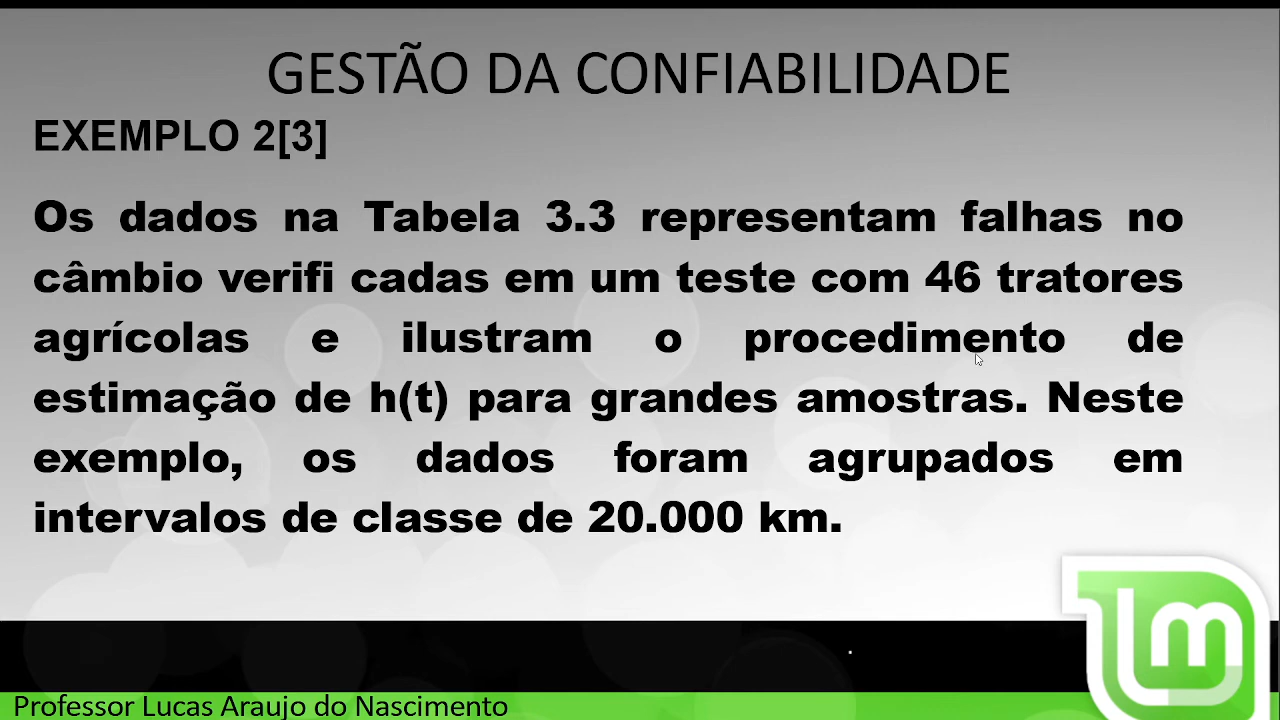 GESTÃO DA CONFIABILIDADE
EXEMPLO 2[3]
Os dados na Tabela 3.3 representam falhas no
câmbio verifi cadas em um teste com 46 tratores
agrícolas e ilustram o procedimento de
estimação de h(t) para grandes amostras. Neste
exemplo, os dados foram agrupados em
intervalos de classe de 20.000 km.
lm
Professor Lucas Araujo do Nascimento